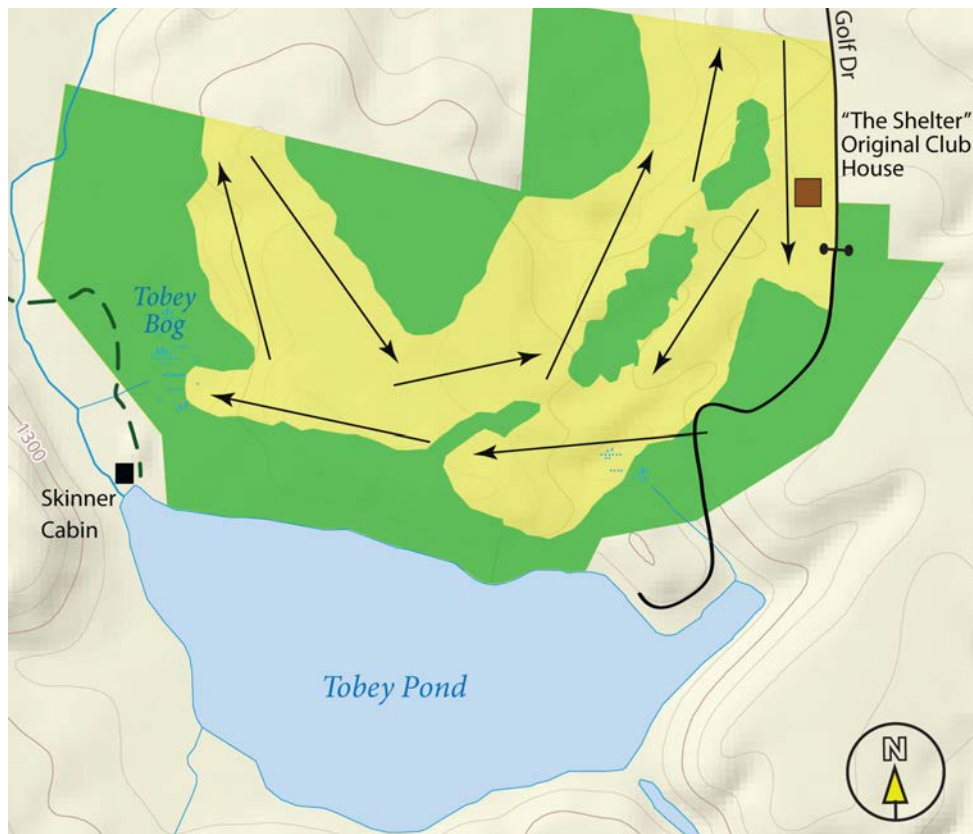 Golf Dr
“The Shelter”
Original Club
House
Tobey
Bog
1300
Skinner
Cabin
Tobey Pond
N